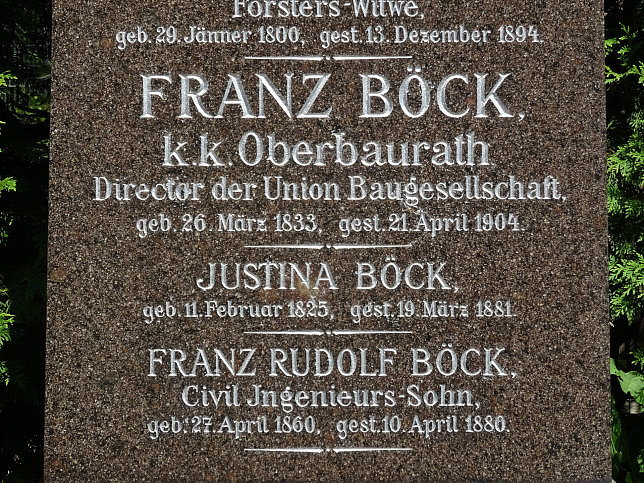 Försters-Witwe,
geb. 29. Jänner 1800, gest. 13. Dezember 1894.
FRANZ BÖCK,
k. k. Oberbaurath
Director der Union Baugesellschaft,
geb. 26. März 1833, gest. 21. April 1904.
JUSTINA BÖCK,
geb. 11. Februar 1825, gest. 19. März 1881.
FRANZ RUDOLF BÖCK,
Civil Jngenieurs-Sohn,
geb. 27. April 1860, gest. 10. April 1880.